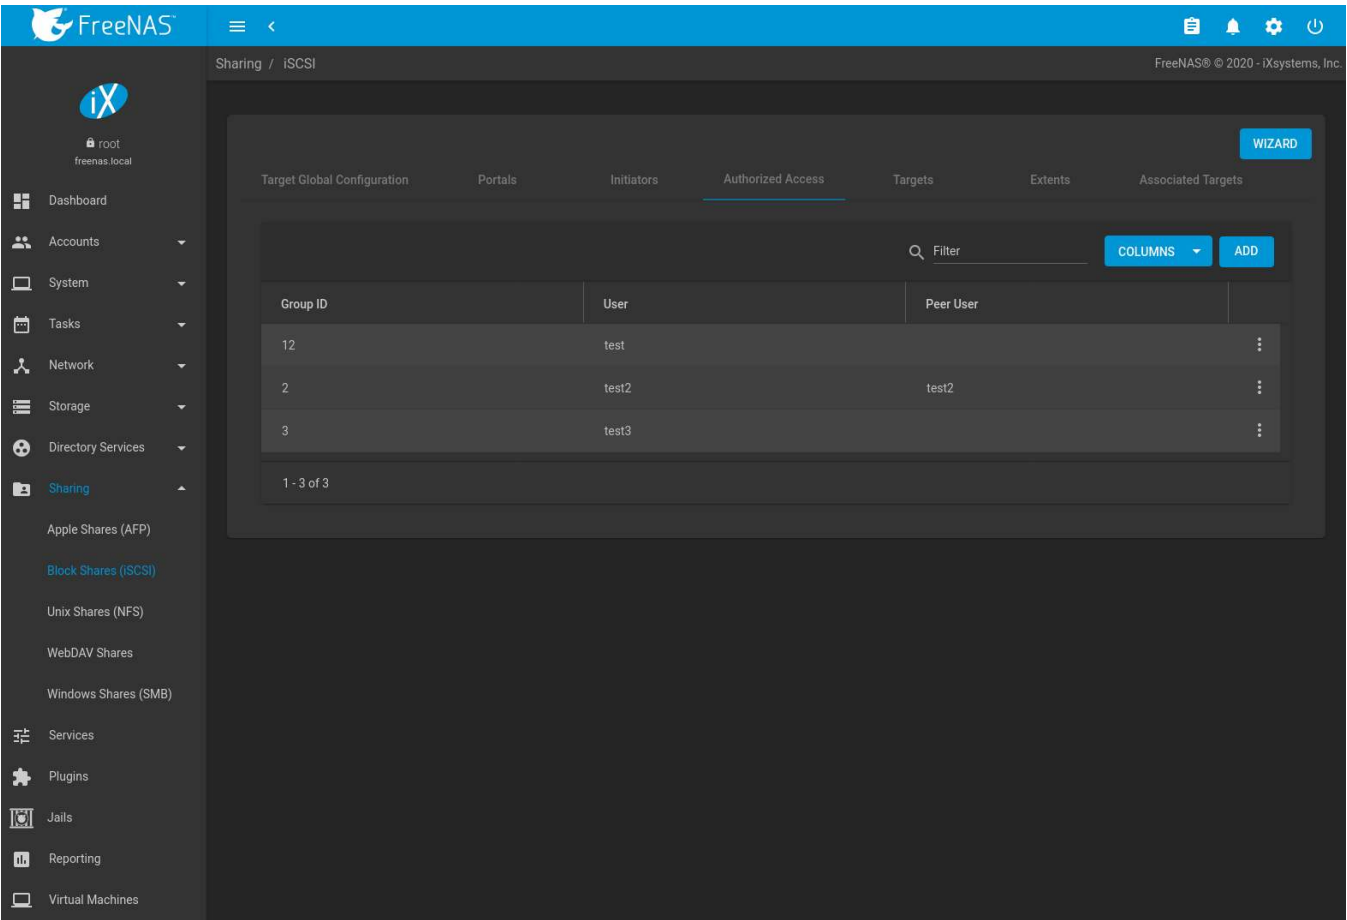 FreeNAS®
Sharing / iSCSI
FreeNAS® © 2020 - iXsystems, Inc.
iX
root
freenas.local
Dashboard
Accounts
System
Tasks
Network
Storage
Directory Services
Sharing
Apple Shares (AFP)
Block Shares (iSCSI)
Unix Shares (NFS)
WebDAV Shares
Windows Shares (SMB)
Services
Plugins
Jails
Reporting
Virtual Machines
WIZARD
Target Global Configuration Portals Initiators Authorized Access Targets Extents Associated Targets
Filter COLUMNS ADD
Group ID User Peer User
12 test
2 test2 test2
3 test3
1 - 3 of 3